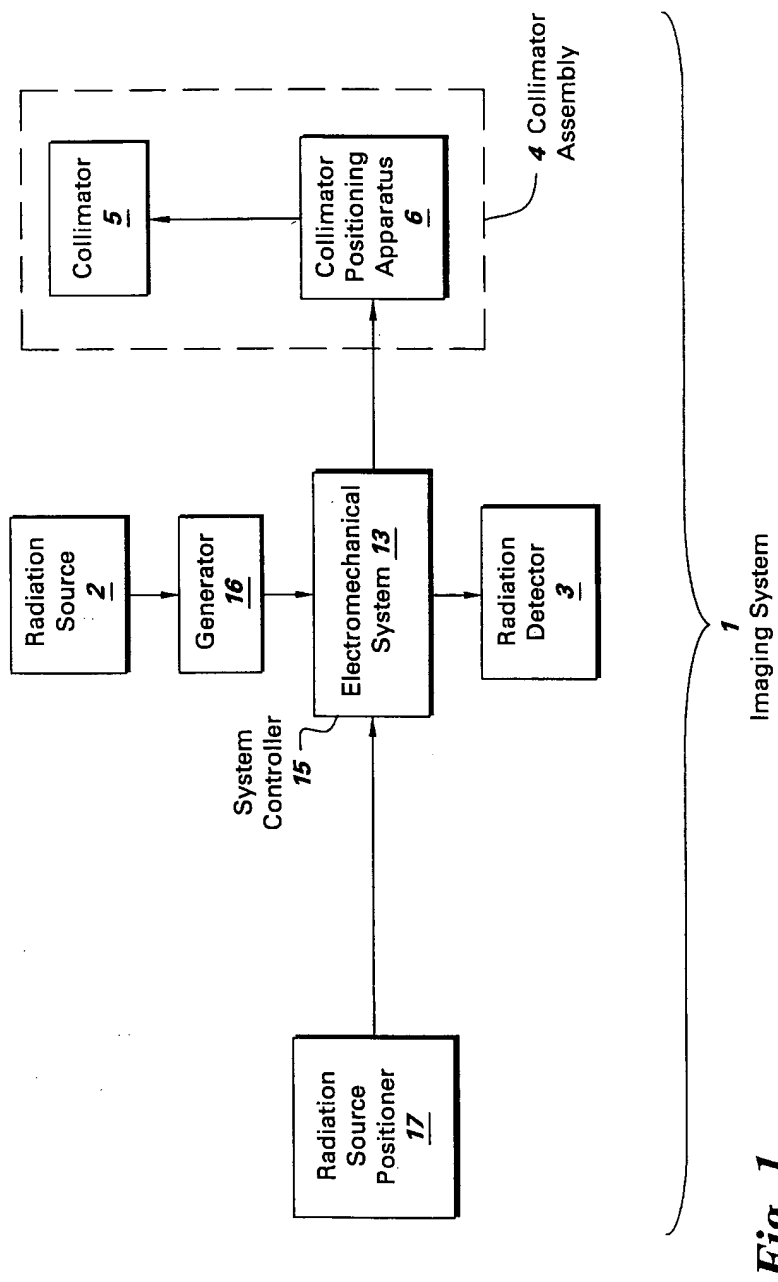 Radiation
Source
2
Generator
16
Electromechanical
System 13
Radiation
Detector
3
System
Controller
15
Radiation
Source
Positioner
17
Collimator
5
Collimator
Positioning
Apparatus
6
4 Collimator
Assembly
1
Imaging System
Fig. 1